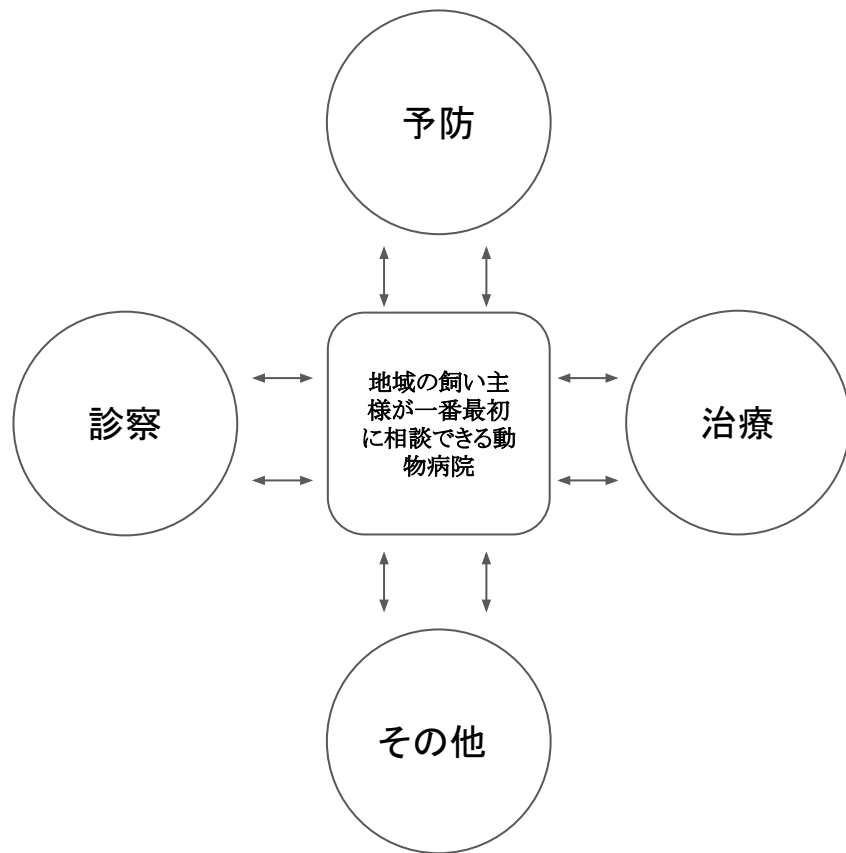 予防
診察
地域の飼い主
様が一番最初
に相談できる動
物病院
治療
その他